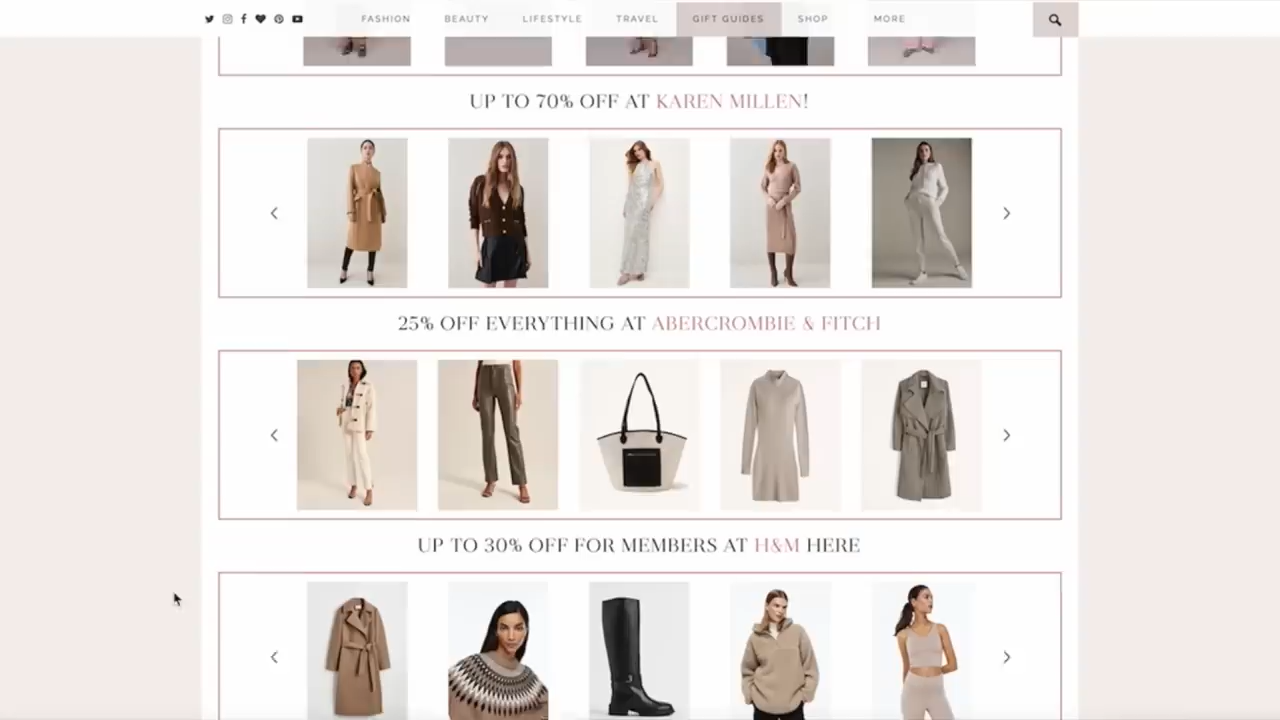 FASHION BEAUTY LIFESTYLE TRAVEL GIFT GUIDES SHOP MORE
UP TO 70% OFF AT KAREN MILLEN!
25% OFF EVERYTHING AT ABERCROMBIE & FITCH
UP TO 30% OFF FOR MEMBERS AT H&M HERE